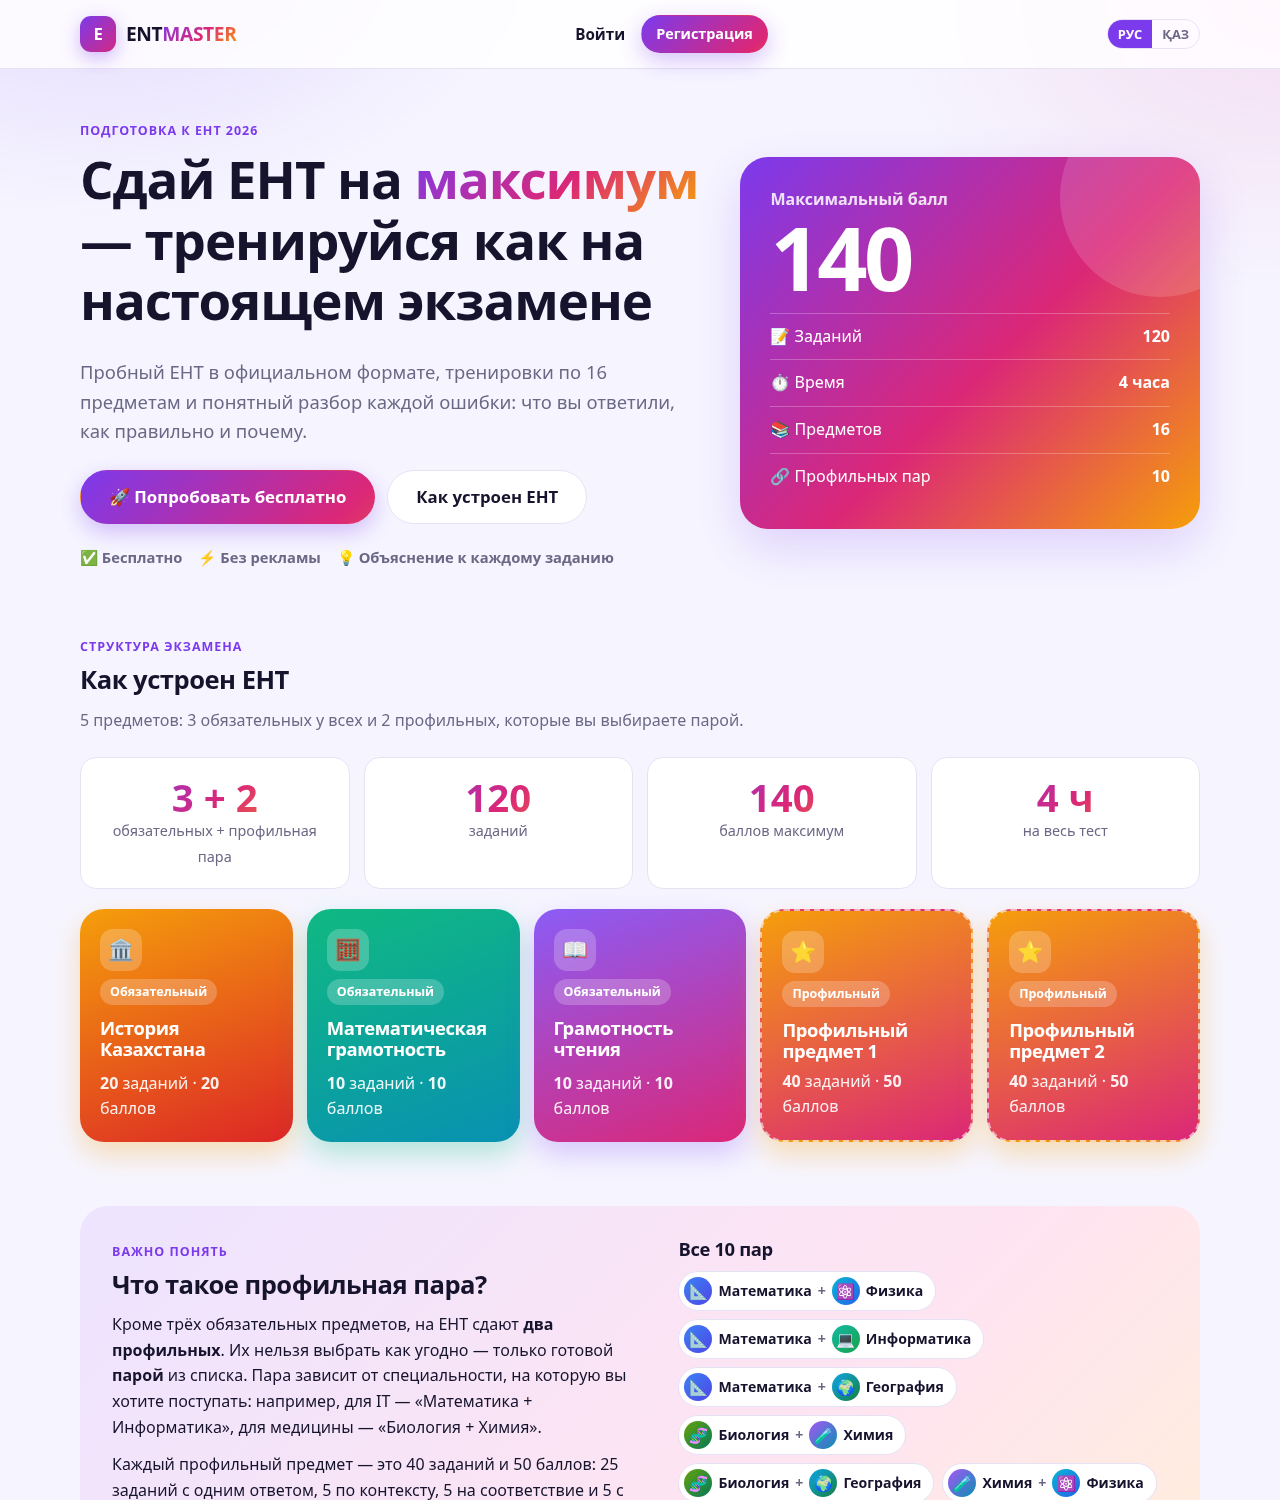 E ENTMASTER Войти Регистрация РУС ҚАЗ
ПОДГОТОВКА К ЕНТ 2026
Сдай ЕНТ на максимум
— тренируйся как на
настоящем экзамене
Пробный ЕНТ в официальном формате, тренировки по 16
предметам и понятный разбор каждой ошибки: что вы ответили,
как правильно и почему.
🚀 Попробовать бесплатно Как устроен ЕНТ
✅ Бесплатно ⚡ Без рекламы 💡 Объяснение к каждому заданию
Максимальный балл
140
📝 Заданий 120
⏱️ Время 4 часа
📚 Предметов 16
🔗 Профильных пар 10
СТРУКТУРА ЭКЗАМЕНА
Как устроен ЕНТ
5 предметов: 3 обязательных у всех и 2 профильных, которые вы выбираете парой.
3 + 2
обязательных + профильная
пара
120
заданий
140
баллов максимум
4 ч
на весь тест
Обязательный
История
Казахстана
20 заданий · 20
баллов
Обязательный
Математическая
грамотность
10 заданий · 10
баллов
Обязательный
Грамотность
чтения
10 заданий · 10
баллов
Профильный
Профильный
предмет 1
40 заданий · 50
баллов
Профильный
Профильный
предмет 2
40 заданий · 50
баллов
ВАЖНО ПОНЯТЬ
Что такое профильная пара?
Кроме трёх обязательных предметов, на ЕНТ сдают два
профильных. Их нельзя выбрать как угодно — только готовой
парой из списка. Пара зависит от специальности, на которую вы
хотите поступать: например, для IT — «Математика +
Информатика», для медицины — «Биология + Химия».
Каждый профильный предмет — это 40 заданий и 50 баллов: 25
заданий с одним ответом, 5 по контексту, 5 на соответствие и 5 с
Все 10 пар
Математика + Физика
Математика + Информатика
Математика + География
Биология + Химия
Биология + География Химия + Физика